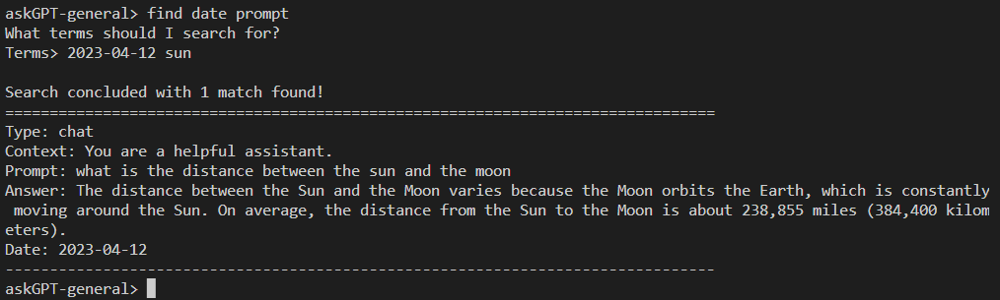 askGPT-general> find date prompt
What terms should I search for?
Terms> 2023-04-12 sun
Search concluded with 1 match found!
================================================================================
Type: chat
Context: You are a helpful assistant.
Prompt: what is the distance between the sun and the moon
Answer: The distance between the Sun and the Moon varies because the Moon orbits the Earth, which is constantly
 moving around the Sun. On average, the distance from the Sun to the Moon is about 238,855 miles (384,400 kilom
eters).
Date: 2023-04-12
--------------------------------------------------------------------------------
askGPT-general>